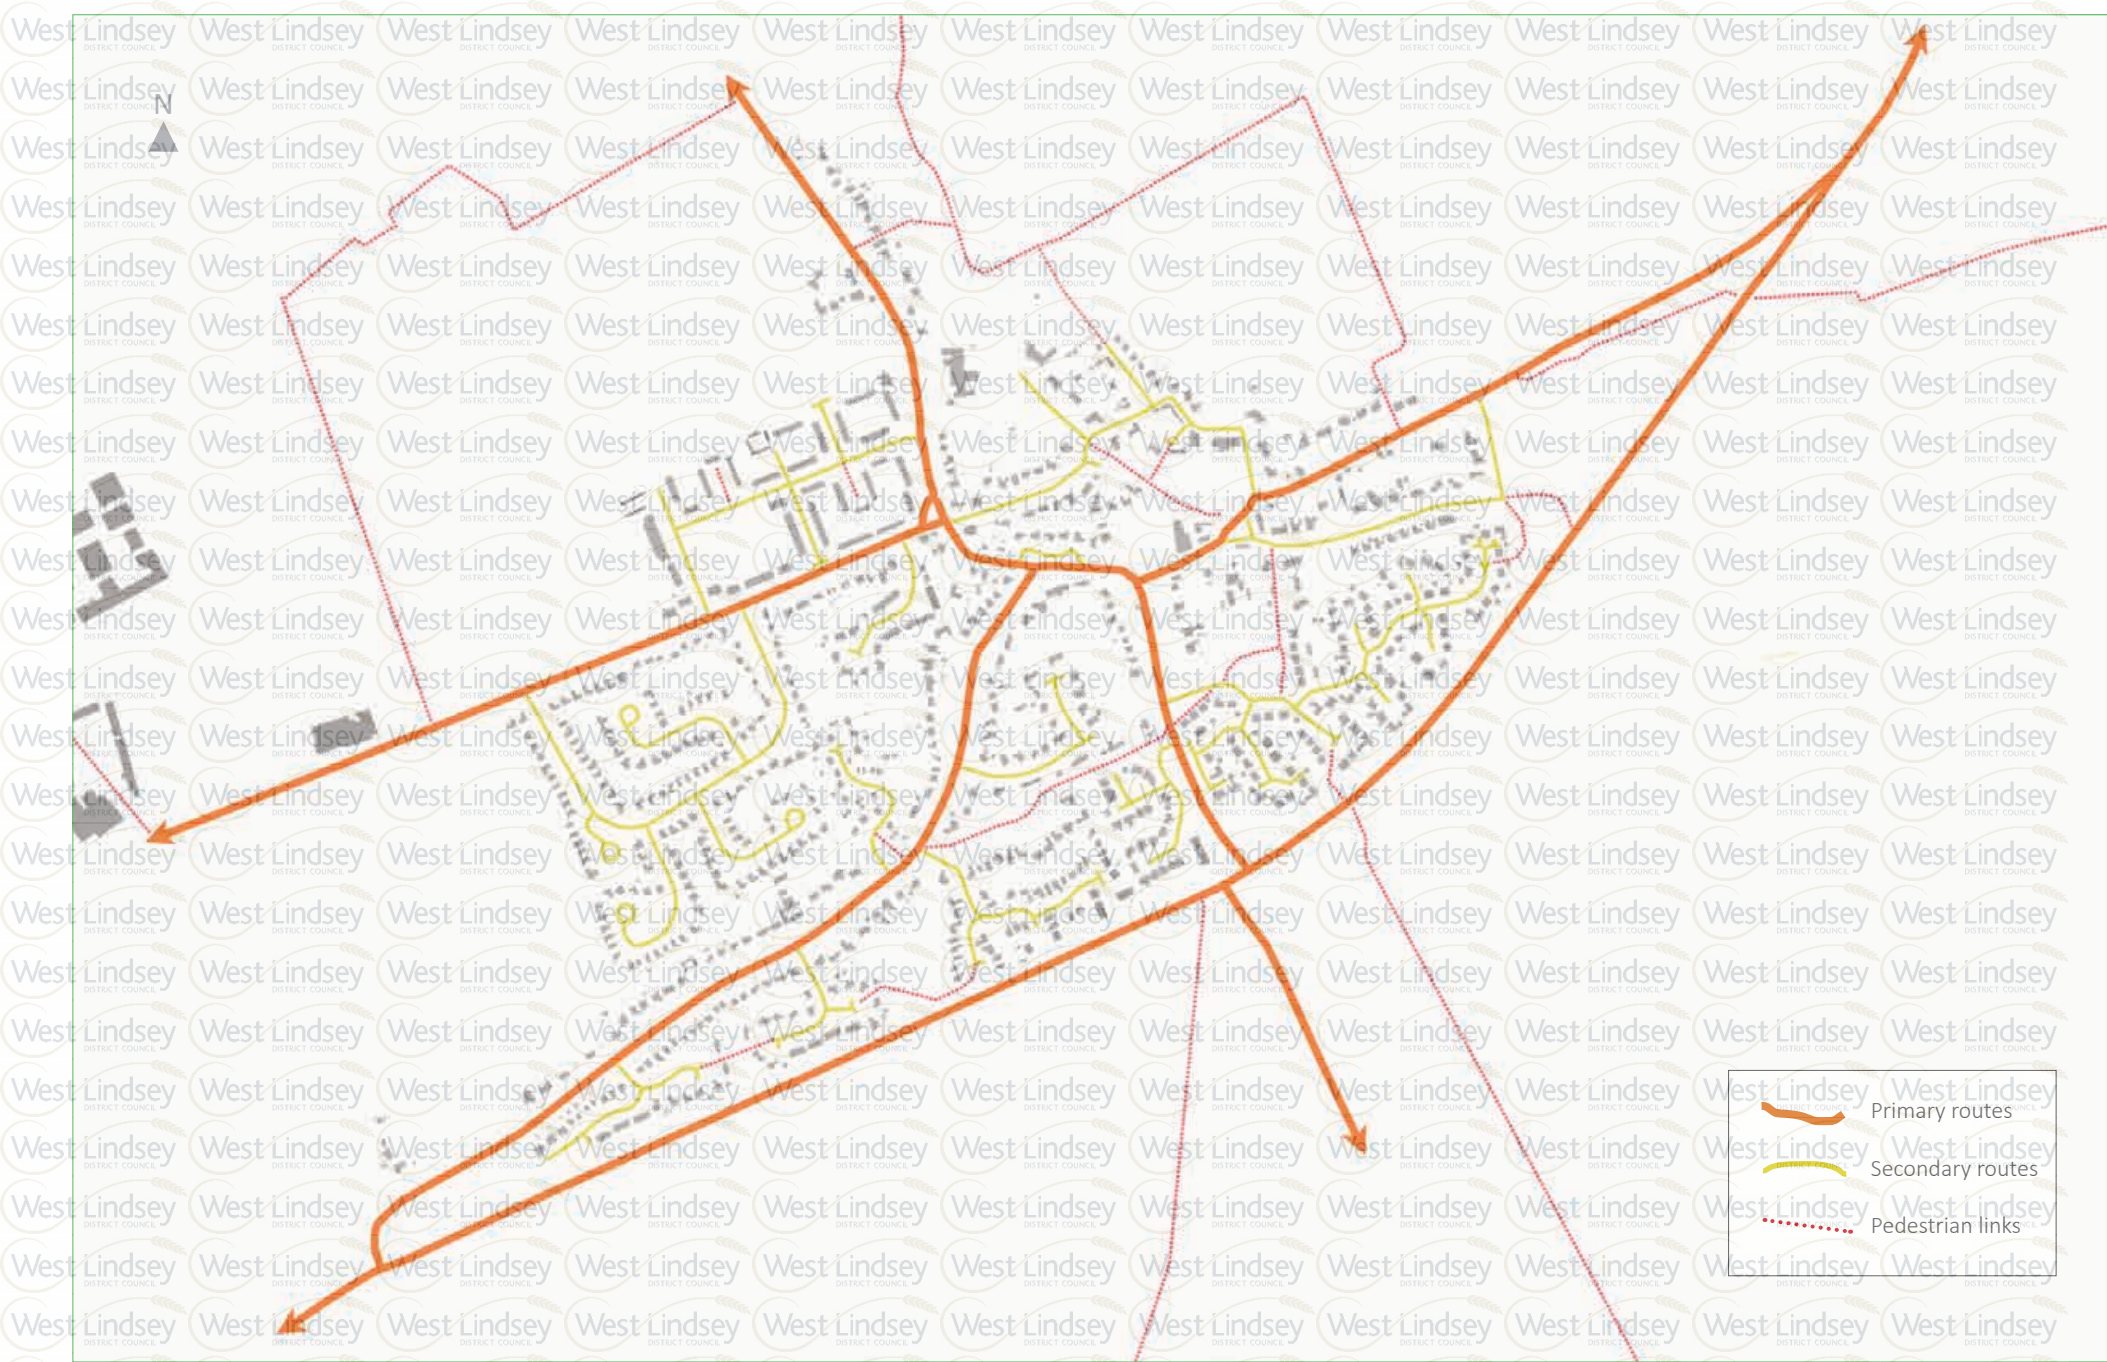 N
Primary routes
Secondary routes
Pedestrian links
West Lindsey
DISTRICT COUNCIL